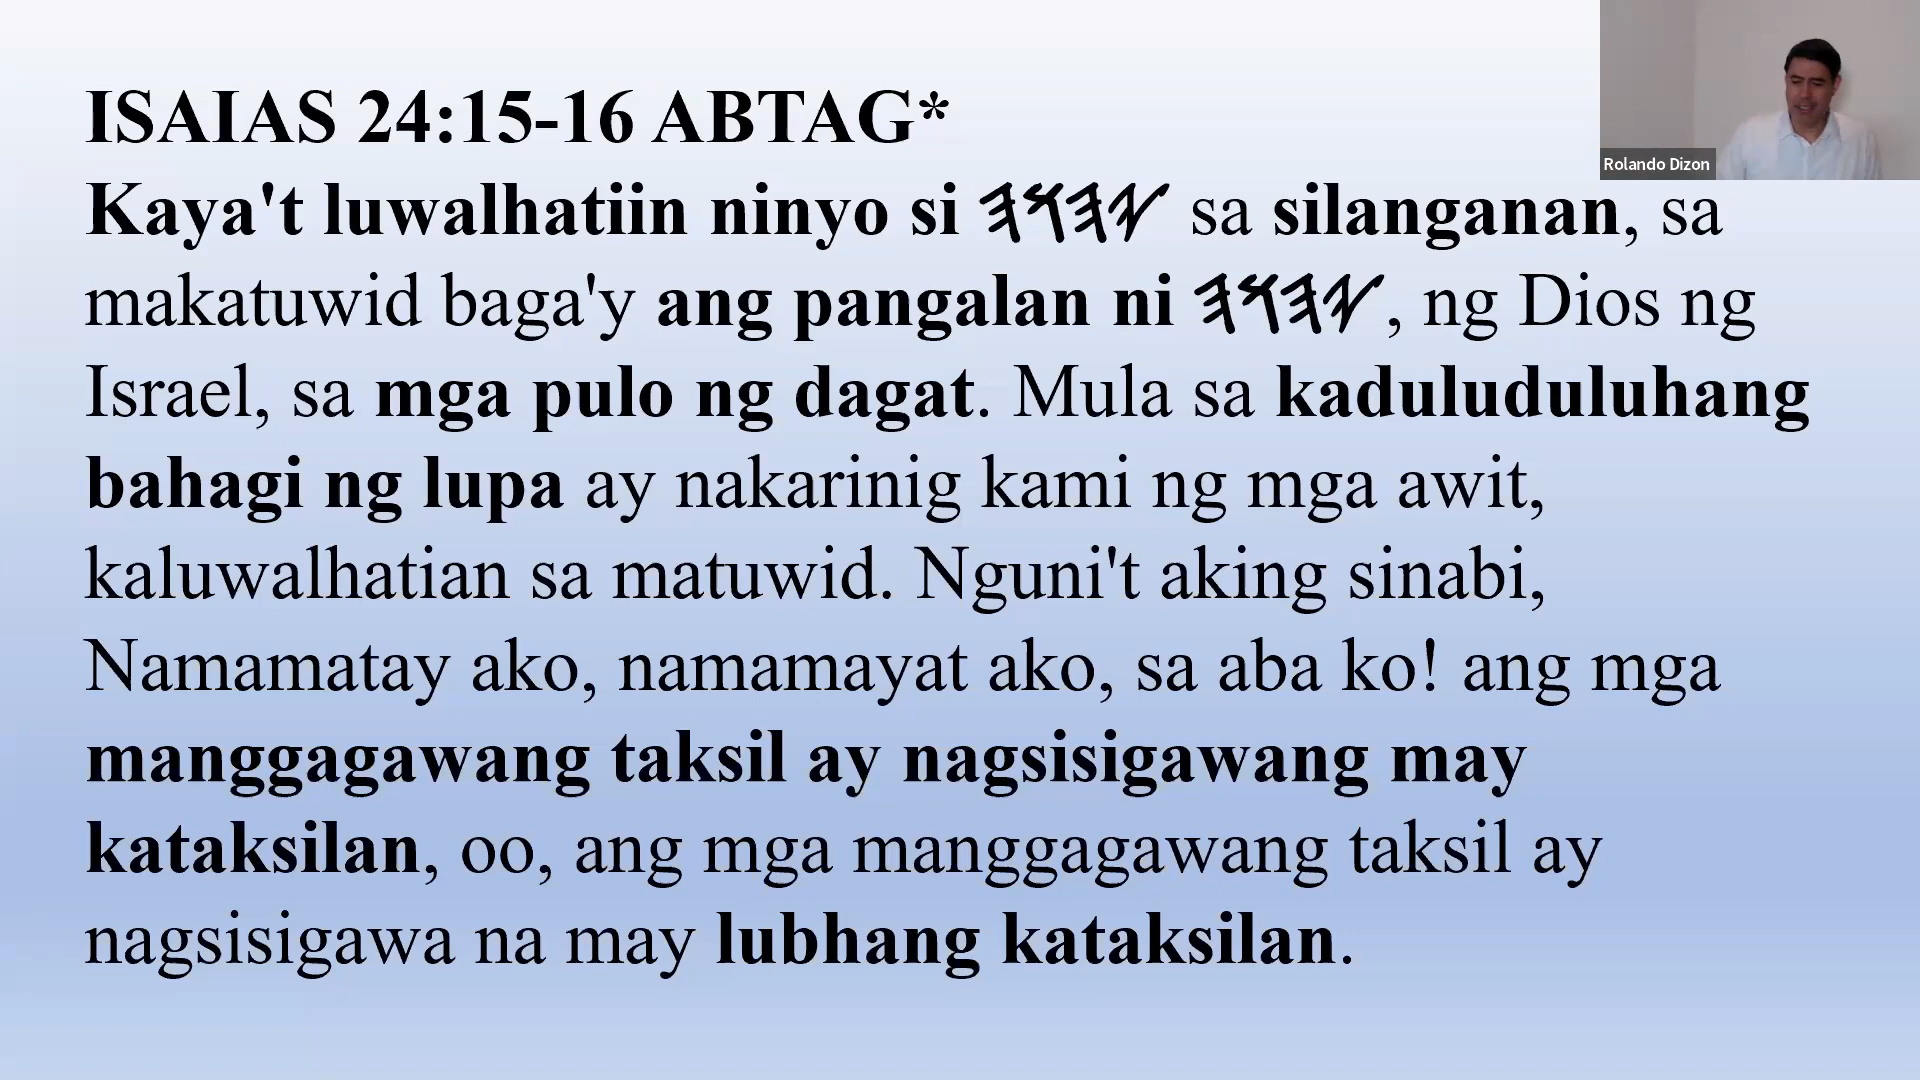 ISAIAS 24:15-16 ABTAG*
Kaya't luwalhatiin ninyo si 𐤉𐤄𐤅𐤄 sa silanganan, sa
makatuwid baga'y ang pangalan ni 𐤉𐤄𐤅𐤄, ng Dios ng
Israel, sa mga pulo ng dagat. Mula sa kaduluduluhang
bahagi ng lupa ay nakarinig kami ng mga awit,
kaluwalhatian sa matuwid. Nguni't aking sinabi,
Namamatay ako, namamayat ako, sa aba ko! ang mga
manggagawang taksil ay nagsisigawang may
kataksilan, oo, ang mga manggagawang taksil ay
nagsisigawa na may lubhang kataksilan.
Rolando Dizon